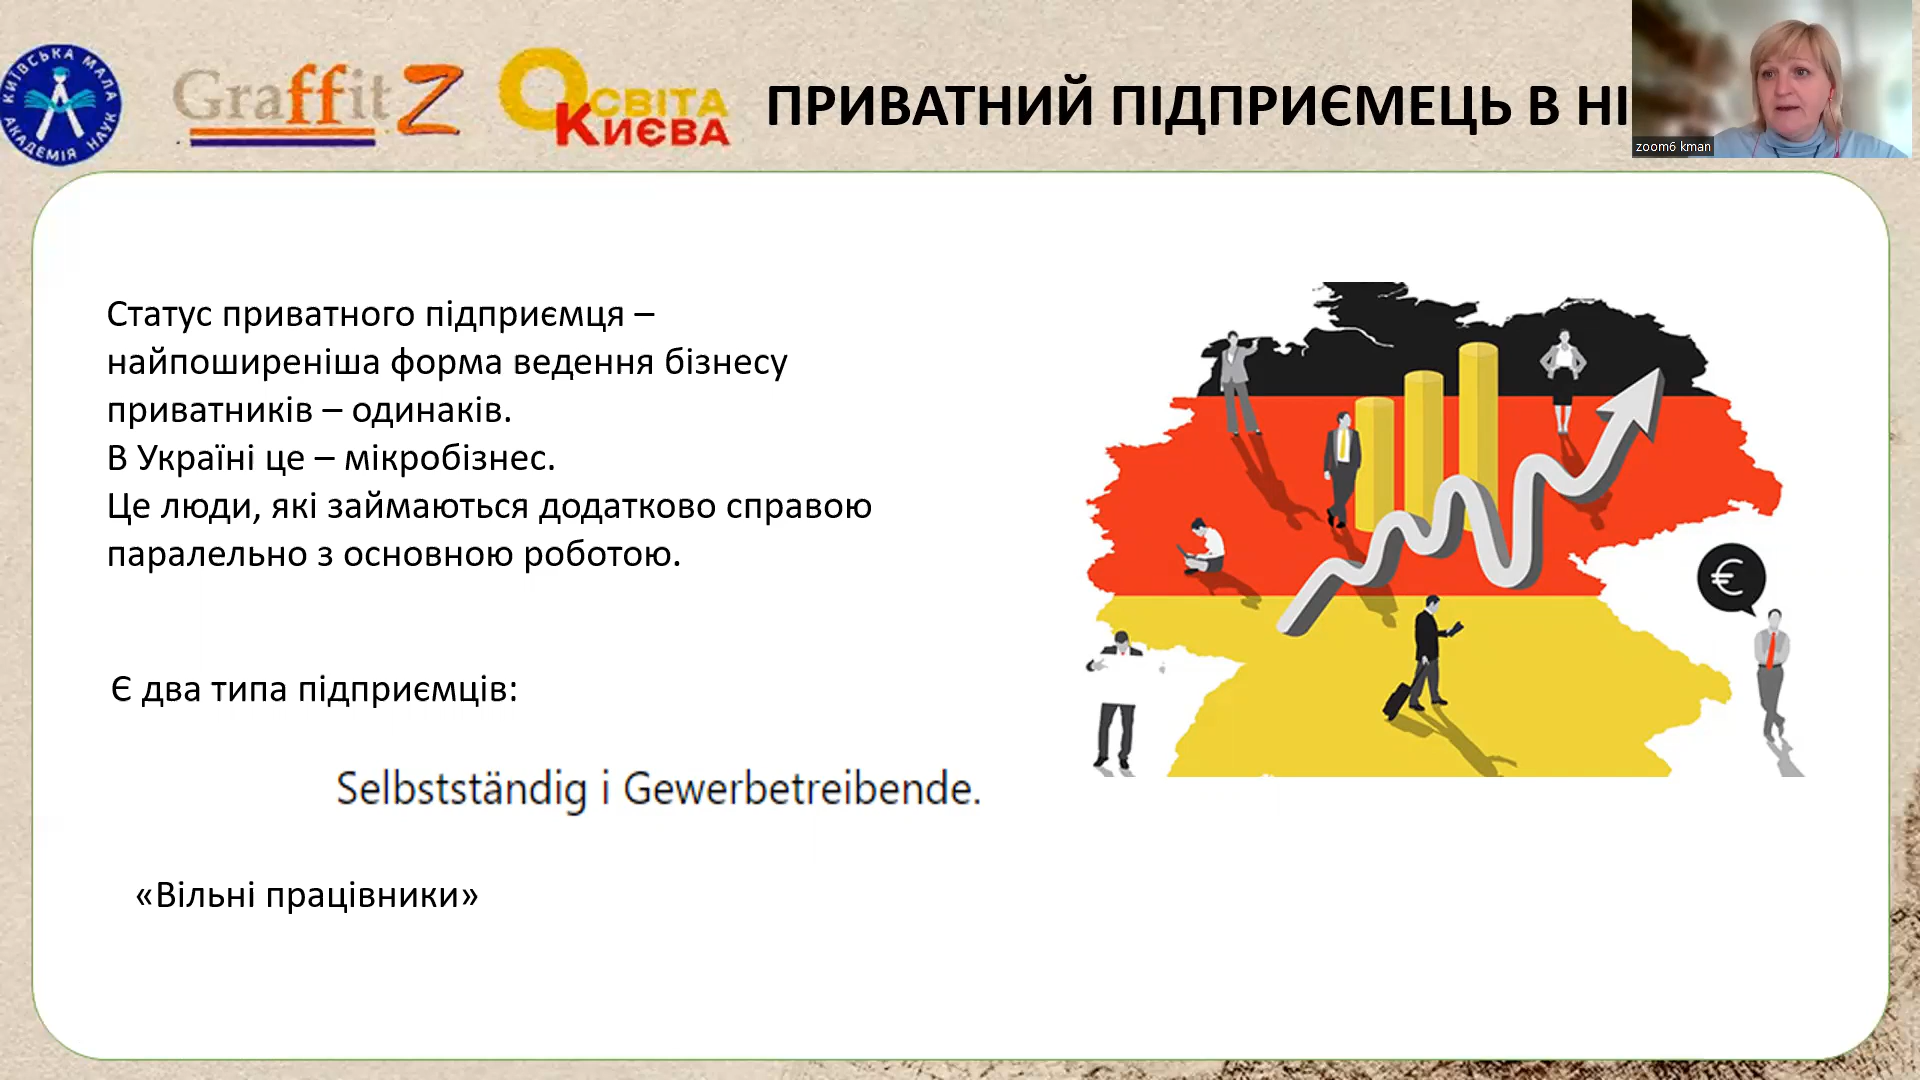 КИЇВСЬКА МАЛА АКАДЕМІЯ НАУК
GraffitZ
ОСВІТА
КИЄВА
ПРИВАТНИЙ ПІДПРИЄМЕЦЬ В НІ
zoom6 kman
Статус приватного підприємця –
найпоширеніша форма ведення бізнесу
приватників – одинаків.
В Україні це – мікробізнес.
Це люди, які займаються додатково справою
паралельно з основною роботою.
€
Є два типа підприємців:
Selbstständig i Gewerbetreibende.
«Вільні працівники»